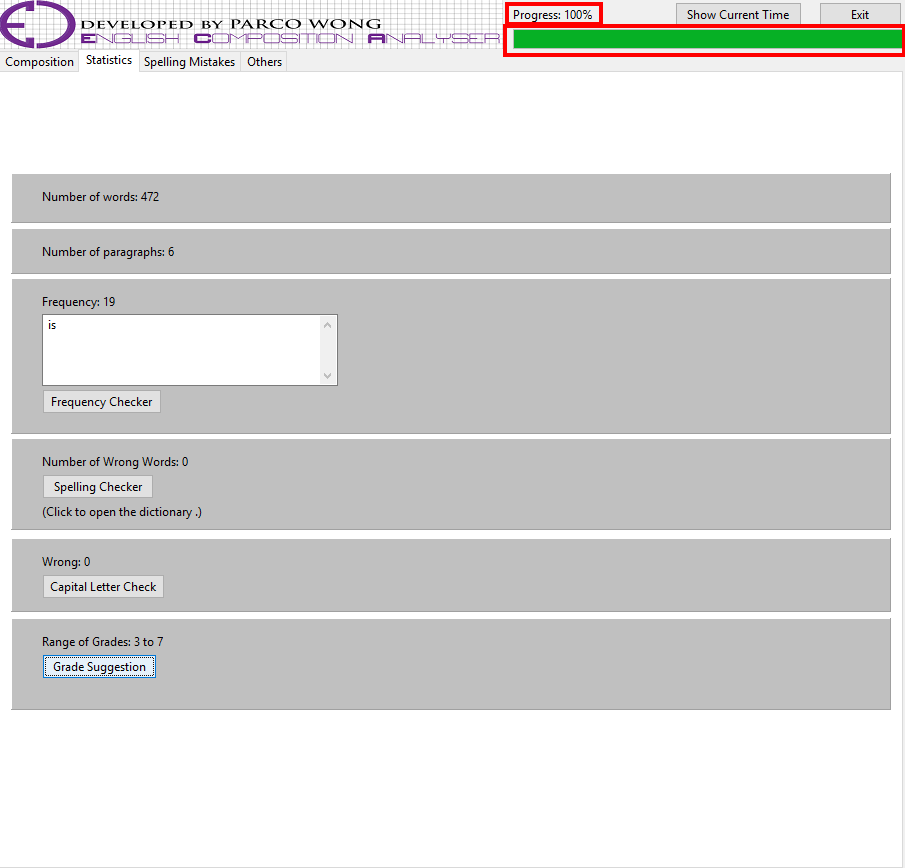 DEVELOPED BY PARCO WONG
ENGLISH COMPOSITION ANALYSER
Progress: 100%
Show Current Time
Exit
Composition
Statistics
Spelling Mistakes
Others
Number of words: 472
Number of paragraphs: 6
Frequency: 19
is
Frequency Checker
Number of Wrong Words: 0
Spelling Checker
(Click to open the dictionary .)
Wrong: 0
Capital Letter Check
Range of Grades: 3 to 7
Grade Suggestion